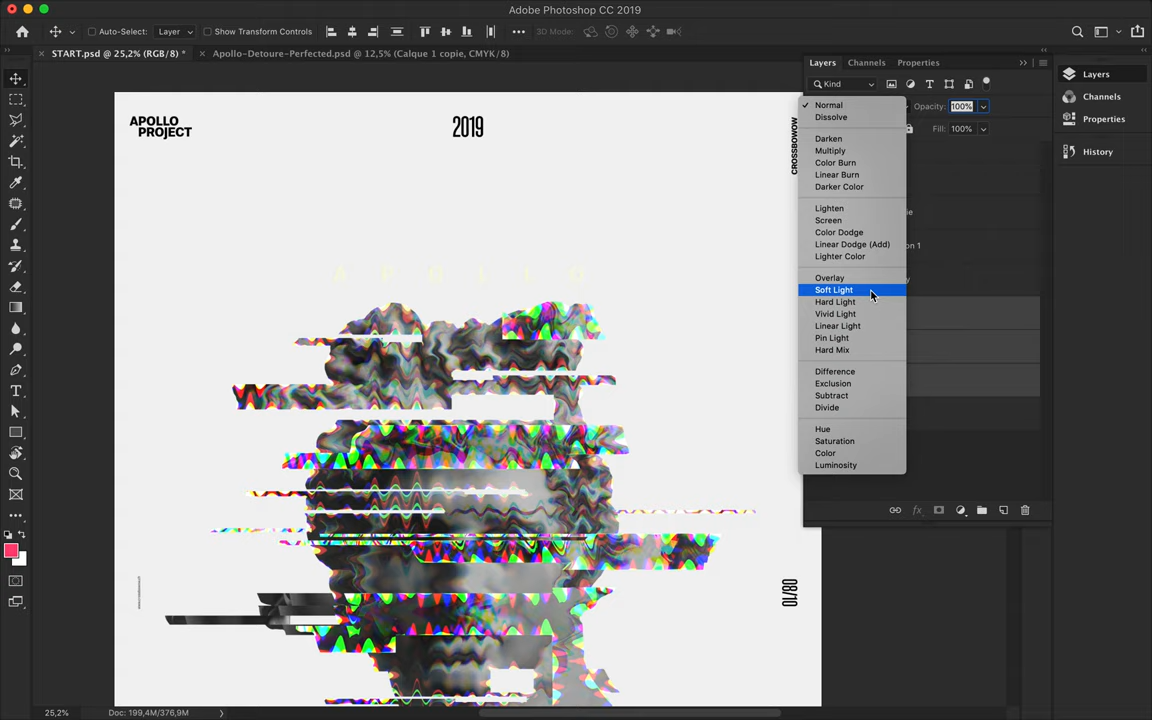 Adobe Photoshop CC 2019
Auto-Select: Layer Show Transform Controls 3D Mode:
START.psd @ 25,2% (RGB/8) * Apollo-Detoure-Perfected.psd @ 12,5% (Calque 1 copie, CMYK/8)
Layers Channels Properties
Kind
Normal
Opacity: 100%
Dissolve
Fill: 100%
Darken
Multiply
Color Burn
Linear Burn
Darker Color
Lighten
Screen
Color Dodge
Linear Dodge (Add)
Lighter Color
Overlay
Soft Light
Hard Light
Vivid Light
Linear Light
Pin Light
Hard Mix
Difference
Exclusion
Subtract
Divide
Hue
Saturation
Color
Luminosity
Layers
Channels
Properties
History
APOLLO
PROJECT
2019
CROSSBOWOW
APOLLO
08/10
25,2% Doc: 199,4M/376,9M